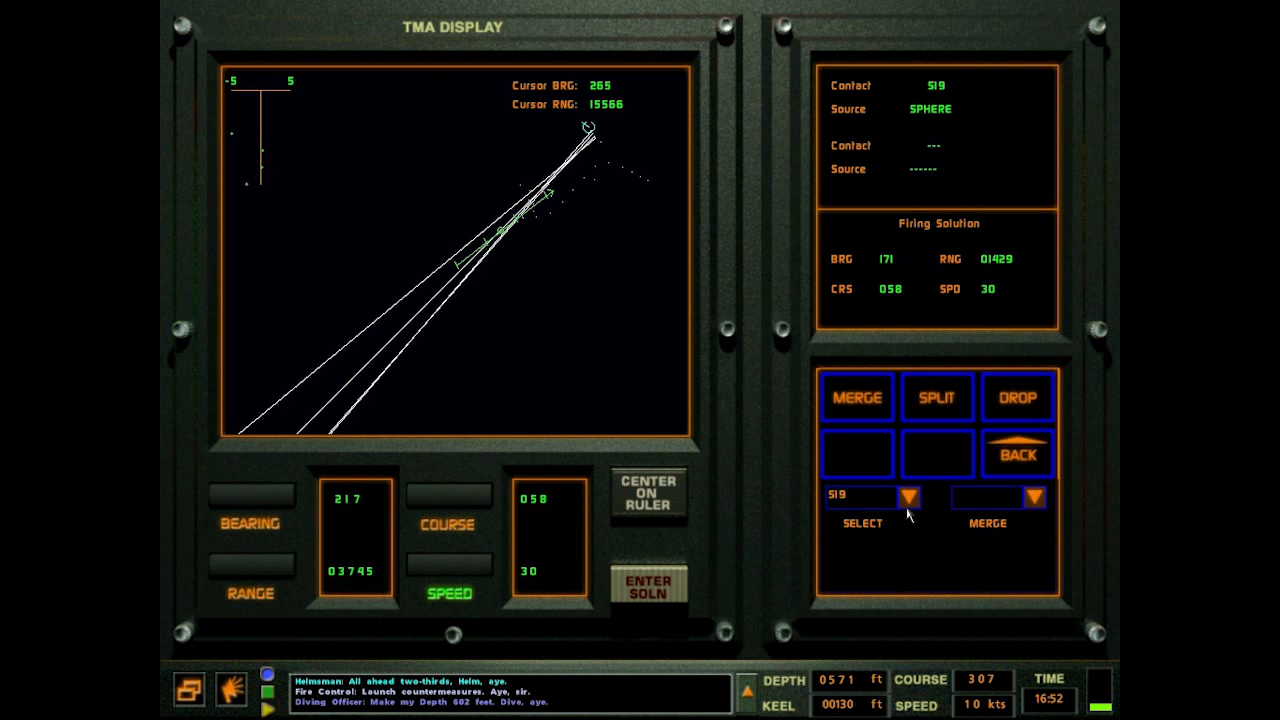 TMA DISPLAY
-5 5
Cursor BRG: 265
Cursor RNG: 15566
Contact S19
Source SPHERE
Contact ---
Source ------
Firing Solution
BRG 171 RNG 01429
CRS 058 SPD 30
MERGE SPLIT DROP
BACK
S19
SELECT MERGE
217 058
BEARING COURSE
03745 30
RANGE SPEED
CENTER
ON
RULER
ENTER
SOLN
Helmsman: All ahead two-thirds, Helm, aye.
Fire Control: Launch countermeasures. Aye, sir.
Diving Officer: Make my Depth 602 feet. Dive, aye.
DEPTH 0571 ft COURSE 307 TIME
KEEL 00130 ft SPEED 10 kts 16:52